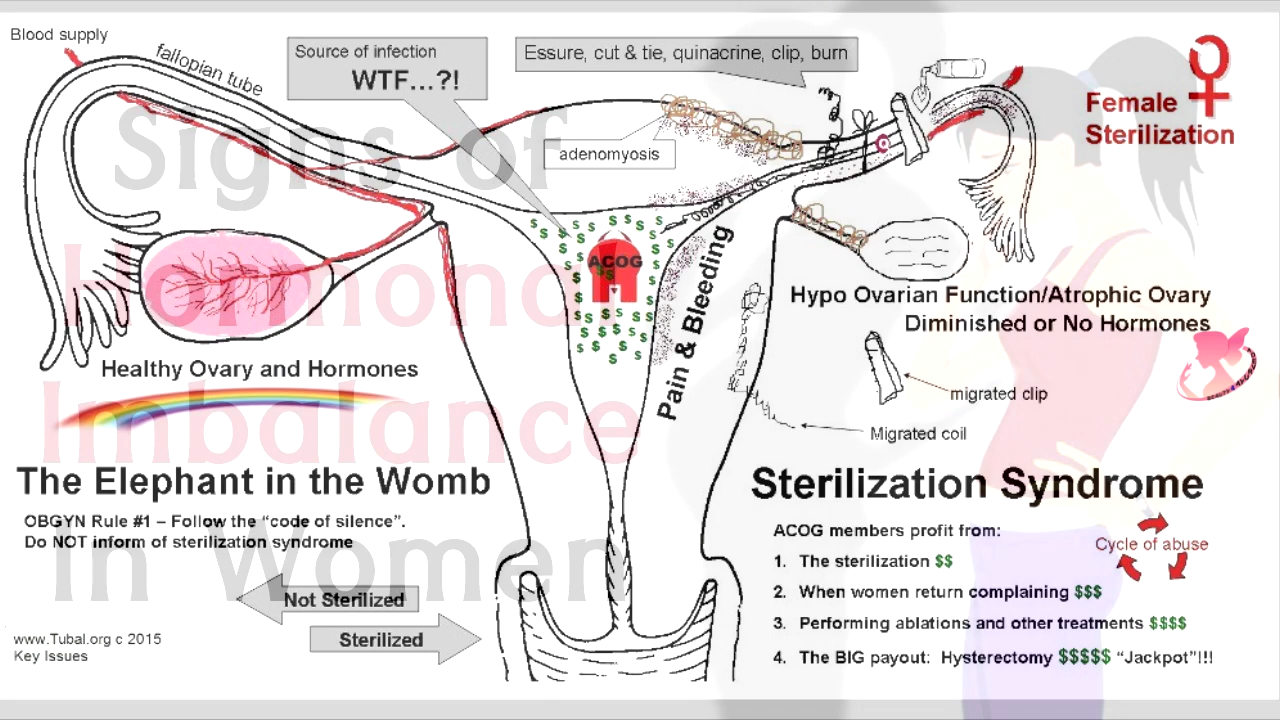 Blood supply
fallopian tube
Source of infection
WTF...?!
Essure, cut & tie, quinacrine, clip, burn
Female
Sterilization
adenomyosis
Signs of
Hormonal
Imbalance
In Women
ACOG
Pain & Bleeding
Hypo Ovarian Function/Atrophic Ovary
Diminished or No Hormones
Healthy Ovary and Hormones
migrated clip
Migrated coil
The Elephant in the Womb
OBGYN Rule #1 – Follow the “code of silence”.
Do NOT inform of sterilization syndrome
Not Sterilized
Sterilized
www.Tubal.org c 2015
Key Issues
Sterilization Syndrome
ACOG members profit from:
Cycle of abuse
1. The sterilization $$
2. When women return complaining $$$
3. Performing ablations and other treatments $$$$
4. The BIG payout: Hysterectomy $$$$$ “Jackpot”!!!